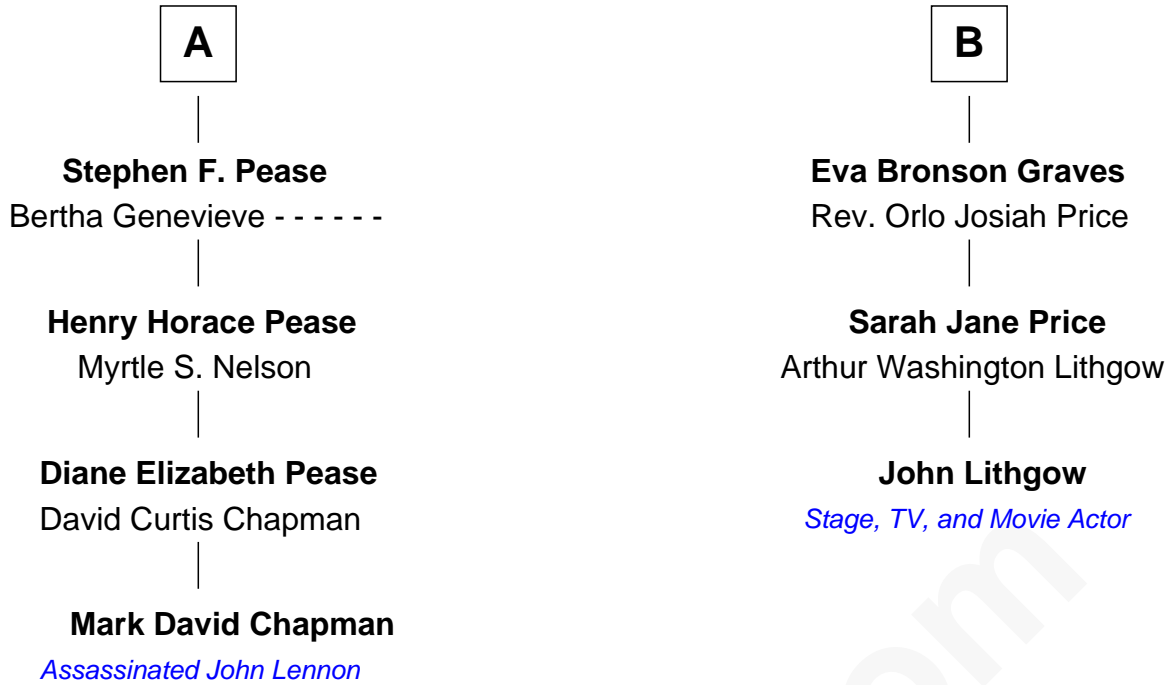 A
Stephen F. Pease
Bertha Genevieve - - - - - -
Henry Horace Pease
Myrtle S. Nelson
Diane Elizabeth Pease
David Curtis Chapman
Mark David Chapman
Assassinated John Lennon
B
Eva Bronson Graves
Rev. Orlo Josiah Price
Sarah Jane Price
Arthur Washington Lithgow
John Lithgow
Stage, TV, and Movie Actor
om